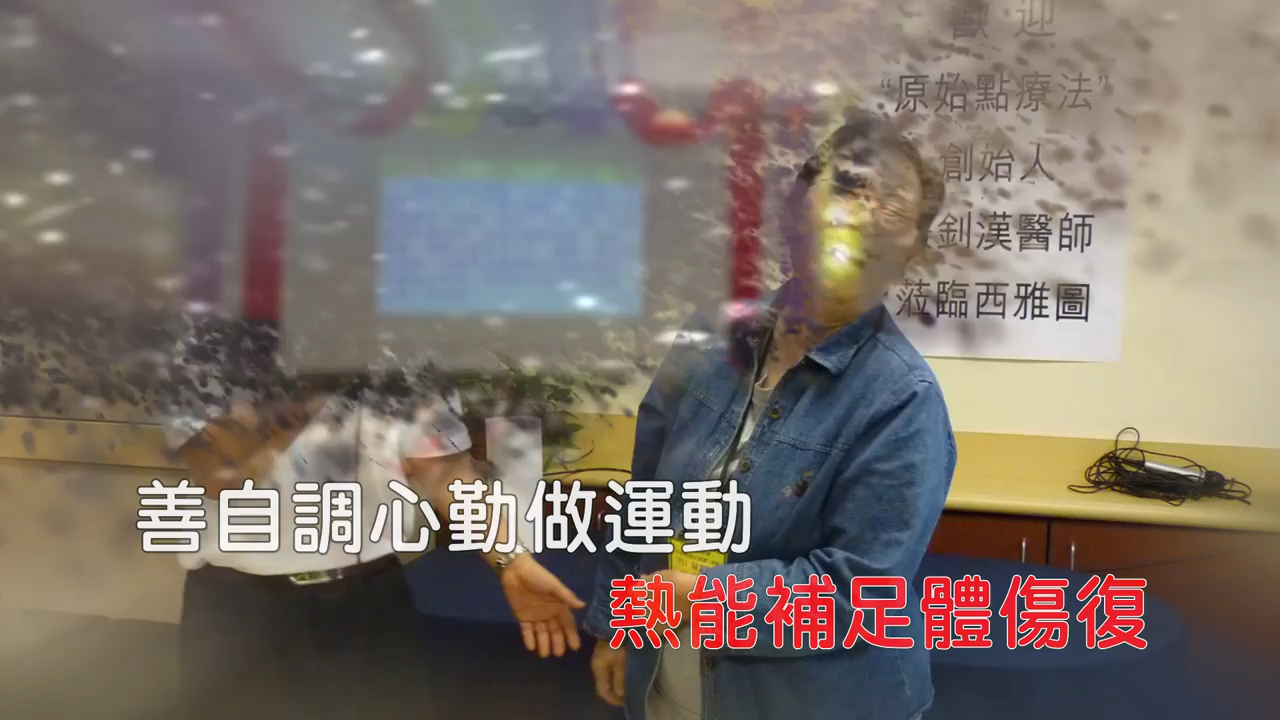 歡迎
“原始點療法”
創始人
釗漢醫師
蒞臨西雅圖
善自調心勤做運動
熱能補足體傷復